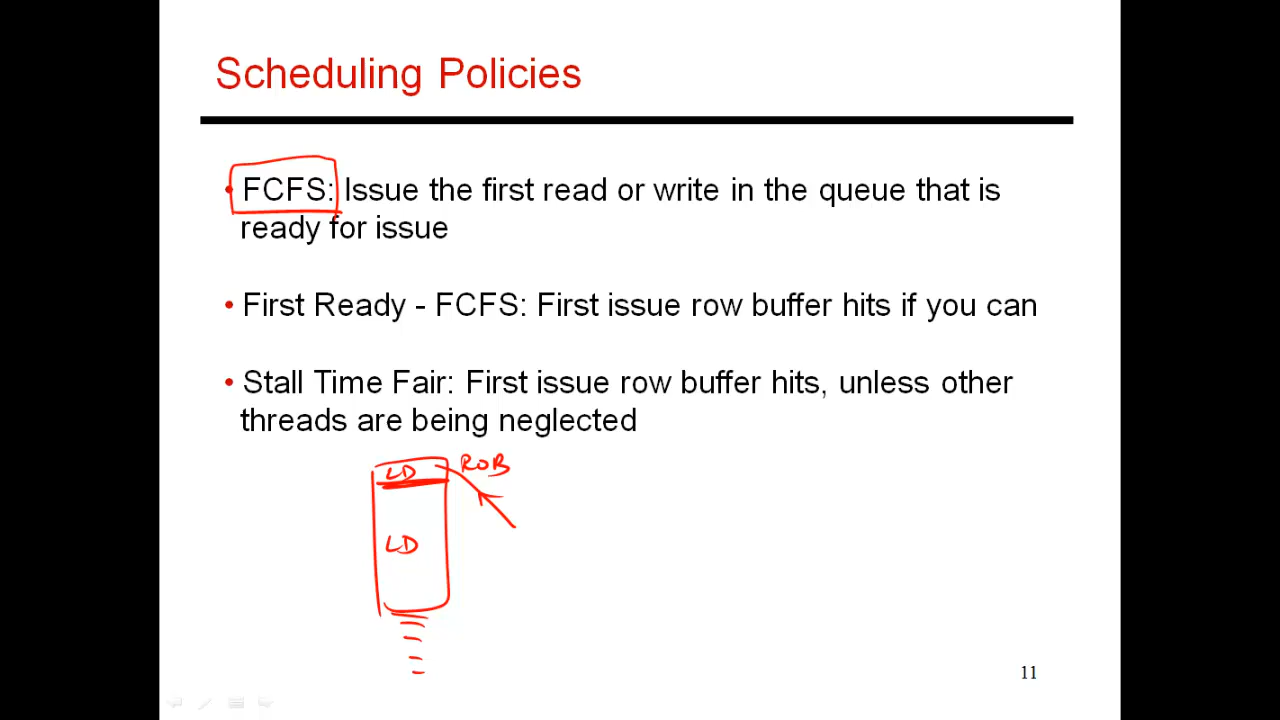 Scheduling Policies
• FCFS: Issue the first read or write in the queue that is
ready for issue
• First Ready - FCFS: First issue row buffer hits if you can
• Stall Time Fair: First issue row buffer hits, unless other
threads are being neglected
LD ROB
LD
11